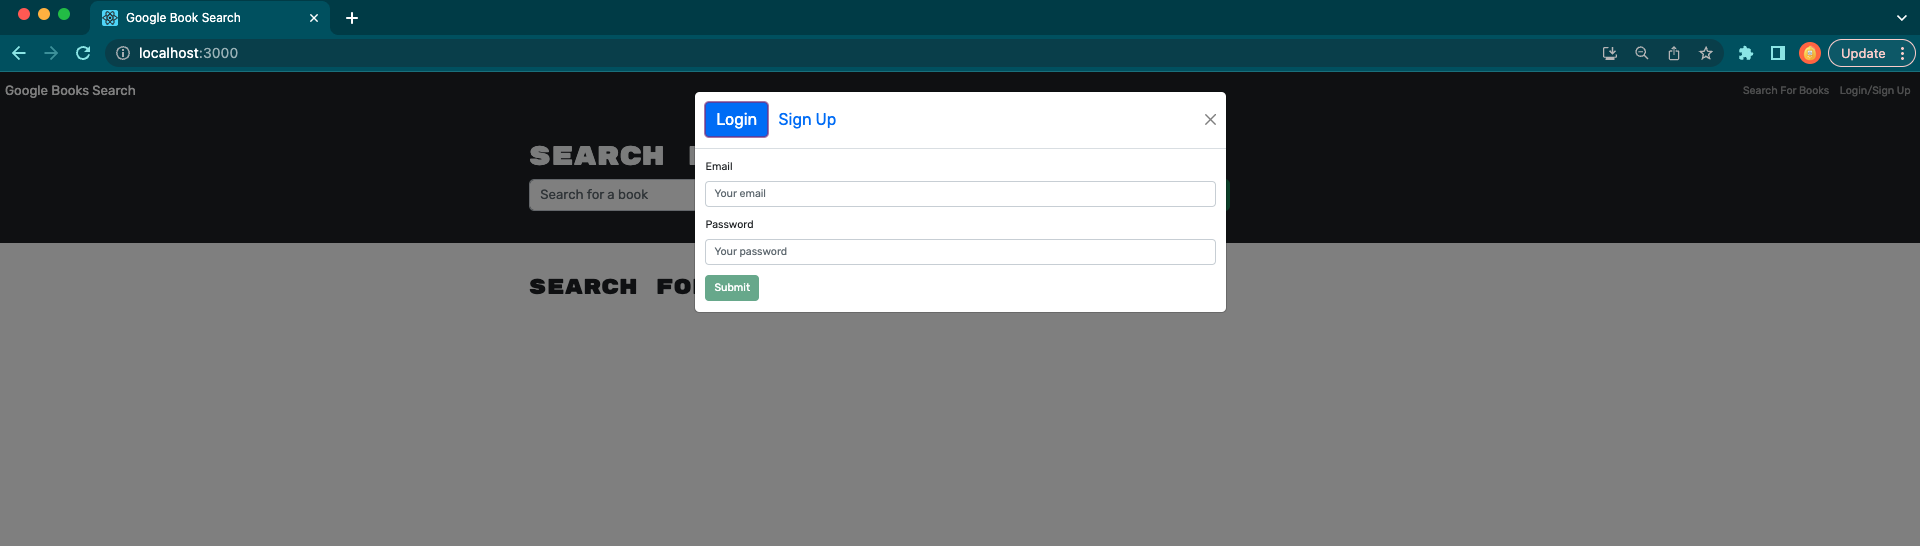 Google Book Search
localhost:3000
Update
Google Books Search
Search For Books
Login/Sign Up
SEARCH
Search for a book
Login
Sign Up
Email
Your email
Password
Your password
Submit
SEARCH